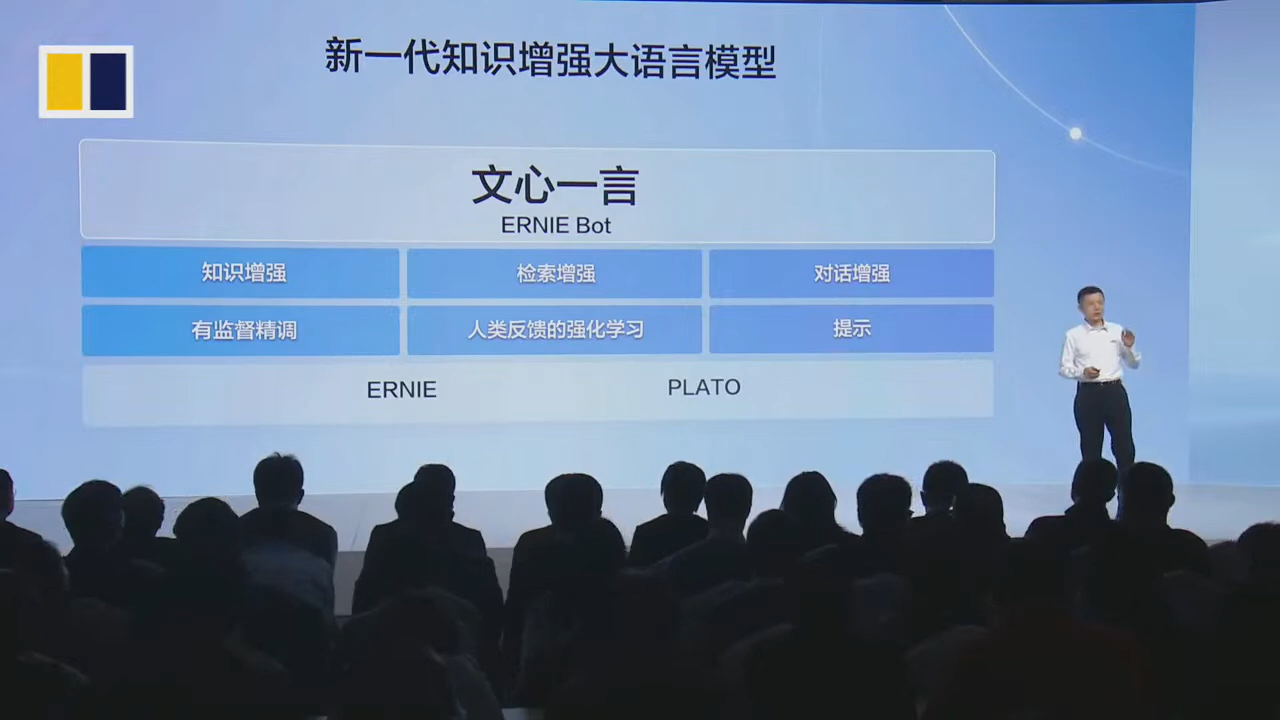 新一代知识增强大语言模型
文心一言
ERNIE Bot
知识增强
检索增强
对话增强
有监督精调
人类反馈的强化学习
提示
ERNIE
PLATO